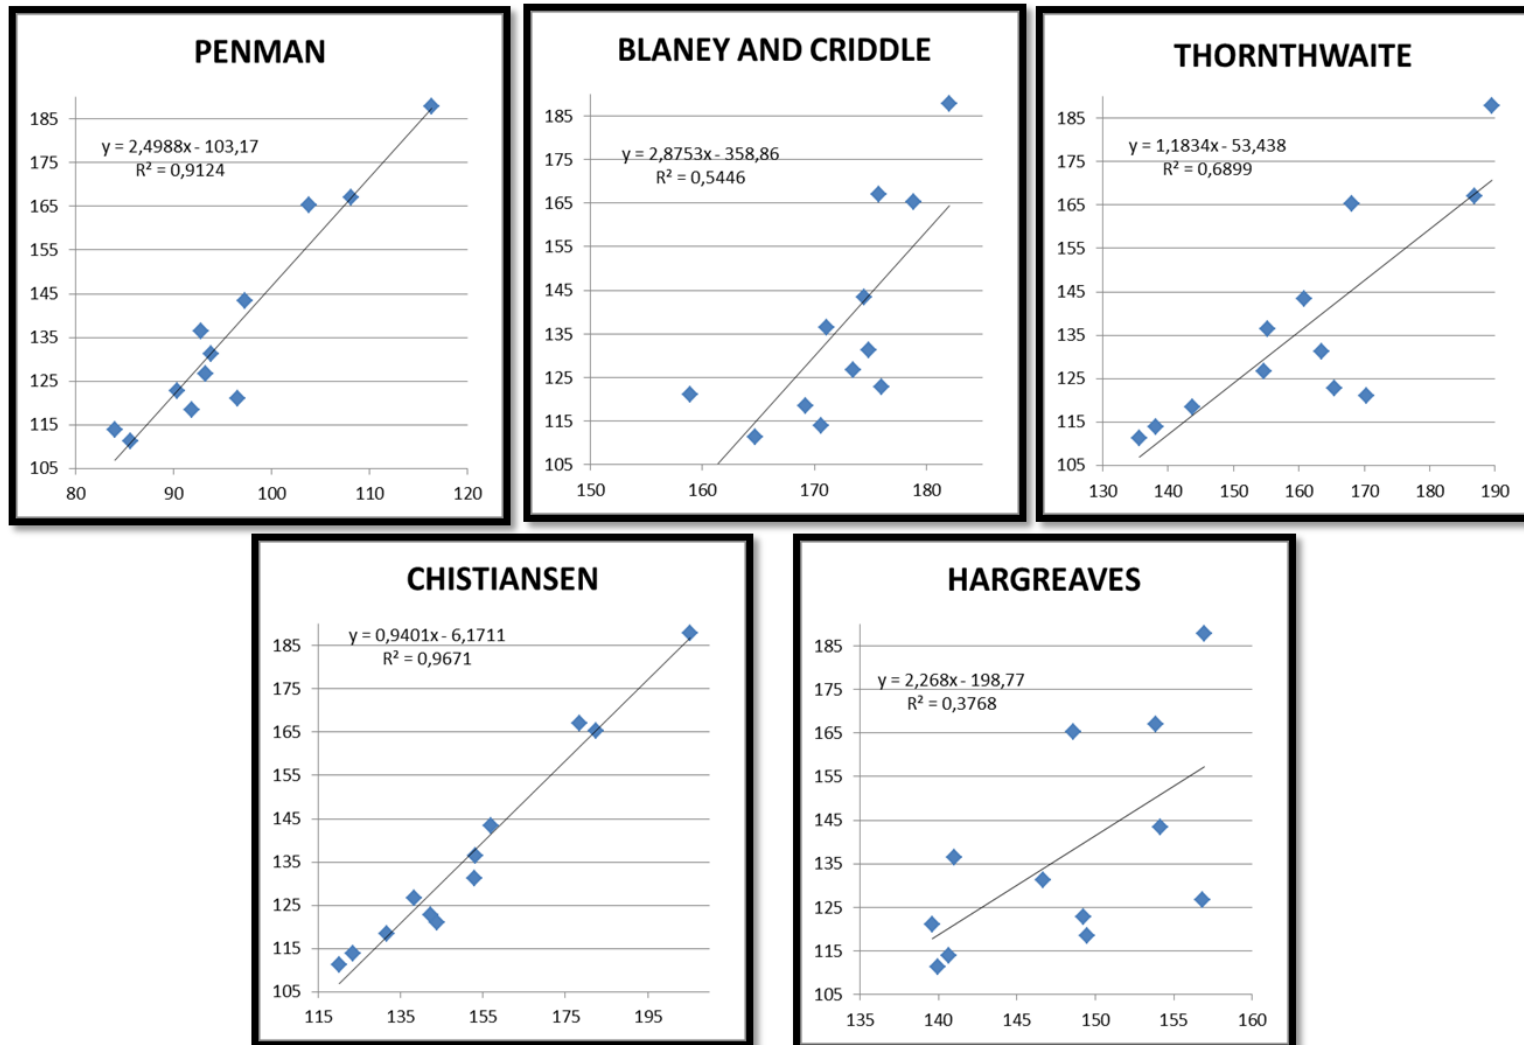 PENMAN
y = 2,4988x - 103,17
R² = 0,9124
185
175
165
155
145
135
125
115
105
80 90 100 110 120
BLANEY AND CRIDDLE
y = 2,8753x - 358,86
R² = 0,5446
185
175
165
155
145
135
125
115
105
150 160 170 180
THORNTHWAITE
y = 1,1834x - 53,438
R² = 0,6899
185
175
165
155
145
135
125
115
105
130 140 150 160 170 180 190
CHISTIANSEN
y = 0,9401x - 6,1711
R² = 0,9671
185
175
165
155
145
135
125
115
105
115 135 155 175 195
HARGREAVES
y = 2,268x - 198,77
R² = 0,3768
185
175
165
155
145
135
125
115
105
135 140 145 150 155 160